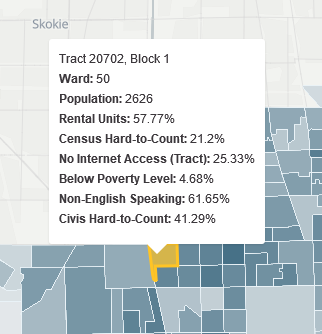 Skokie
Tract 20702, Block 1
Ward: 50
Population: 2626
Rental Units: 57.77%
Census Hard-to-Count: 21.2%
No Internet Access (Tract): 25.33%
Below Poverty Level: 4.68%
Non-English Speaking: 61.65%
Civis Hard-to-Count: 41.29%